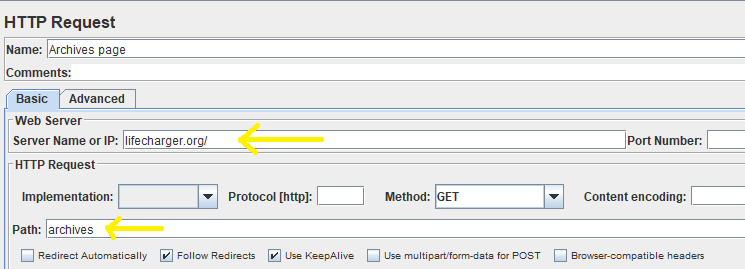 HTTP Request
Name: Archives page
Comments:
Basic Advanced
Web Server
Server Name or IP: lifecharger.org/ Port Number:
HTTP Request
Implementation: Protocol [http]: Method: GET Content encoding:
Path: archives
Redirect Automatically Follow Redirects Use KeepAlive Use multipart/form-data for POST Browser-compatible headers